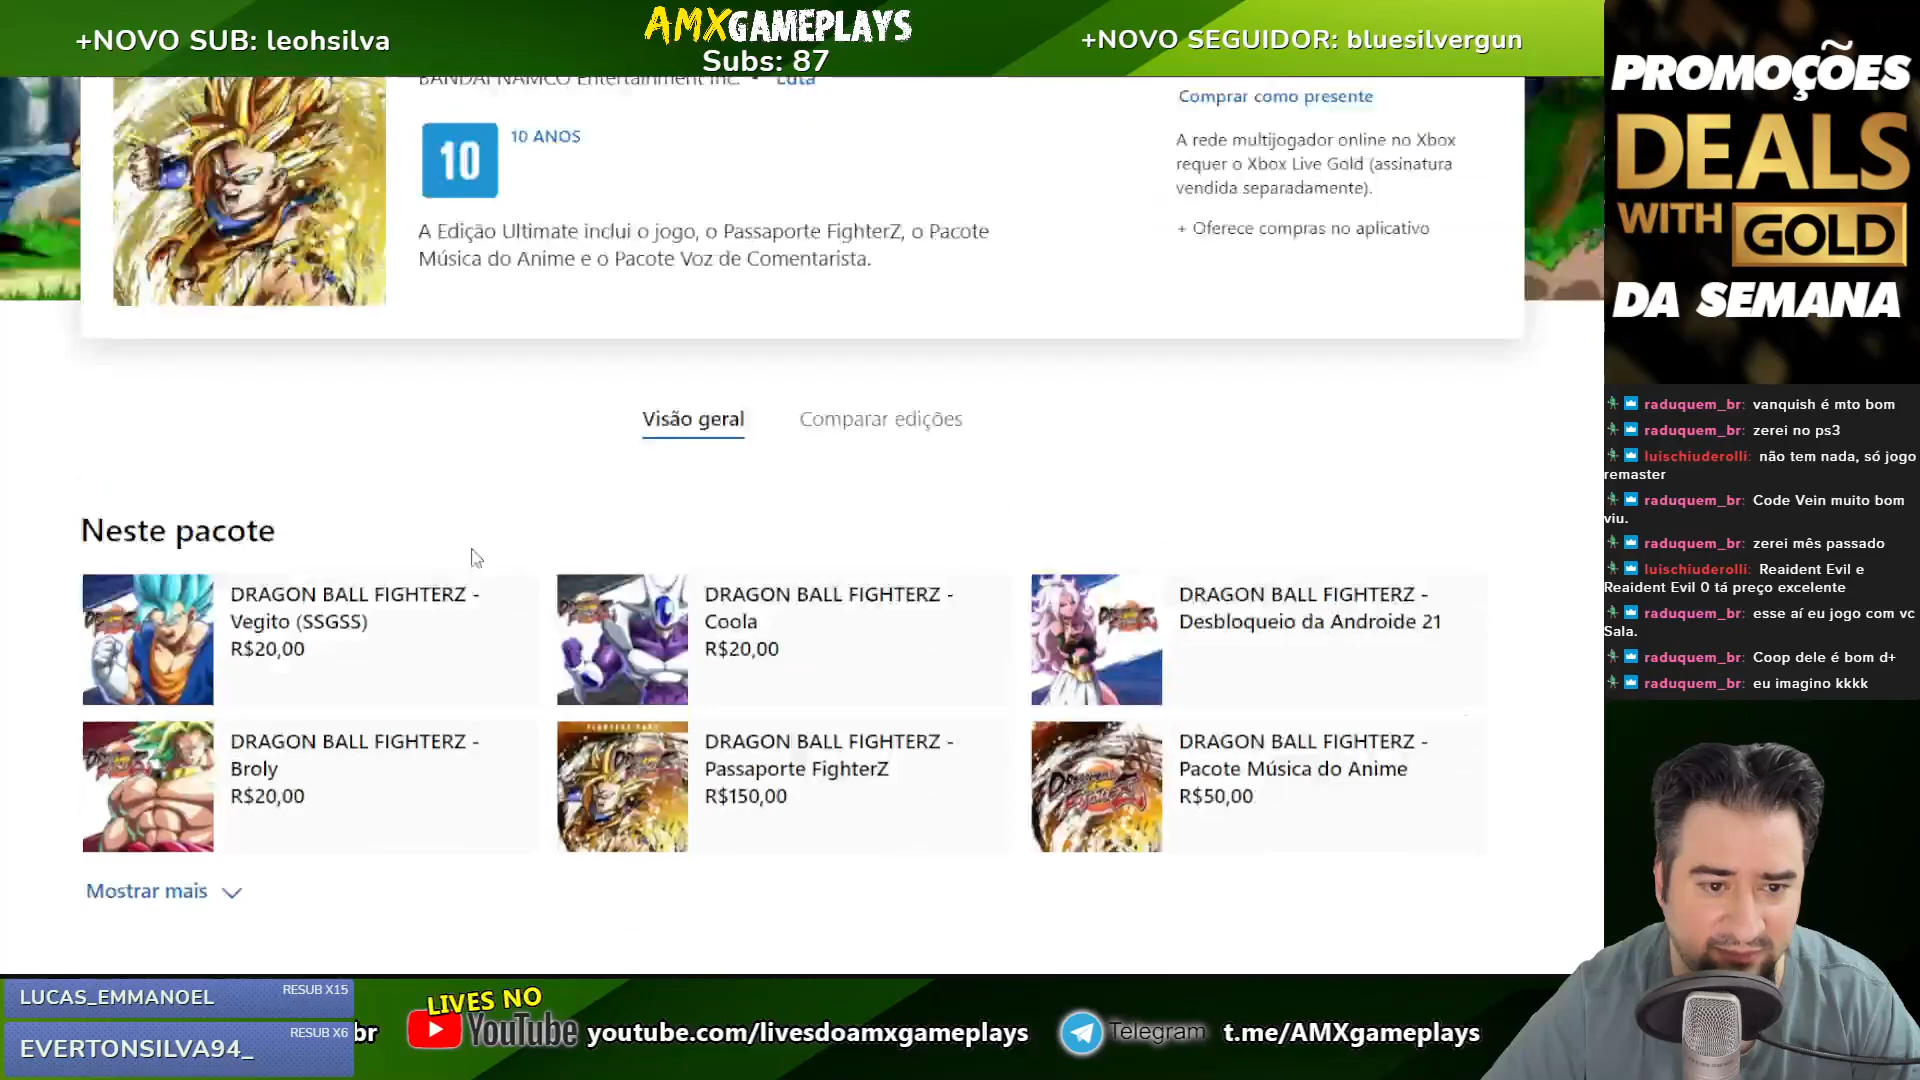 +NOVO SUB: leohsilva
AMXGAMEPLAYS
Subs: 87
+NOVO SEGUIDOR: bluesilvergun
BANDAI NAMCO Entertainment Inc. • Luta
10
10 ANOS
A Edição Ultimate inclui o jogo, o Passaporte FighterZ, o Pacote
Música do Anime e o Pacote Voz de Comentarista.
Comprar como presente
A rede multijogador online no Xbox
requer o Xbox Live Gold (assinatura
vendida separadamente).
+ Oferece compras no aplicativo
Visão geral
Comparar edições
Neste pacote
DRAGON BALL FIGHTERZ -
Vegito (SSGSS)
R$20,00
DRAGON BALL FIGHTERZ -
Coola
R$20,00
DRAGON BALL FIGHTERZ -
Desbloqueio da Androide 21
DRAGON BALL FIGHTERZ -
Broly
R$20,00
DRAGON BALL FIGHTERZ -
Passaporte FighterZ
R$150,00
DRAGON BALL FIGHTERZ -
Pacote Música do Anime
R$50,00
Mostrar mais
PROMOÇÕES
DEALS
WITH GOLD
DA SEMANA
raduquem_br: vanquish é mto bom
raduquem_br: zerei no ps3
luischiuderolli: não tem nada, só jogo
remaster
raduquem_br: Code Vein muito bom
viu.
raduquem_br: zerei mês passado
luischiuderolli: Reaident Evil e
Reaident Evil 0 tá preço excelente
raduquem_br: esse aí eu jogo com vc
Sala.
raduquem_br: Coop dele é bom d+
raduquem_br: eu imagino kkkk
LUCAS_EMMANOEL
RESUB X15
EVERTONSILVA94_
RESUB X6
br
LIVES NO
YouTube
youtube.com/livesdoamxgameplays
Telegram
t.me/AMXgameplays